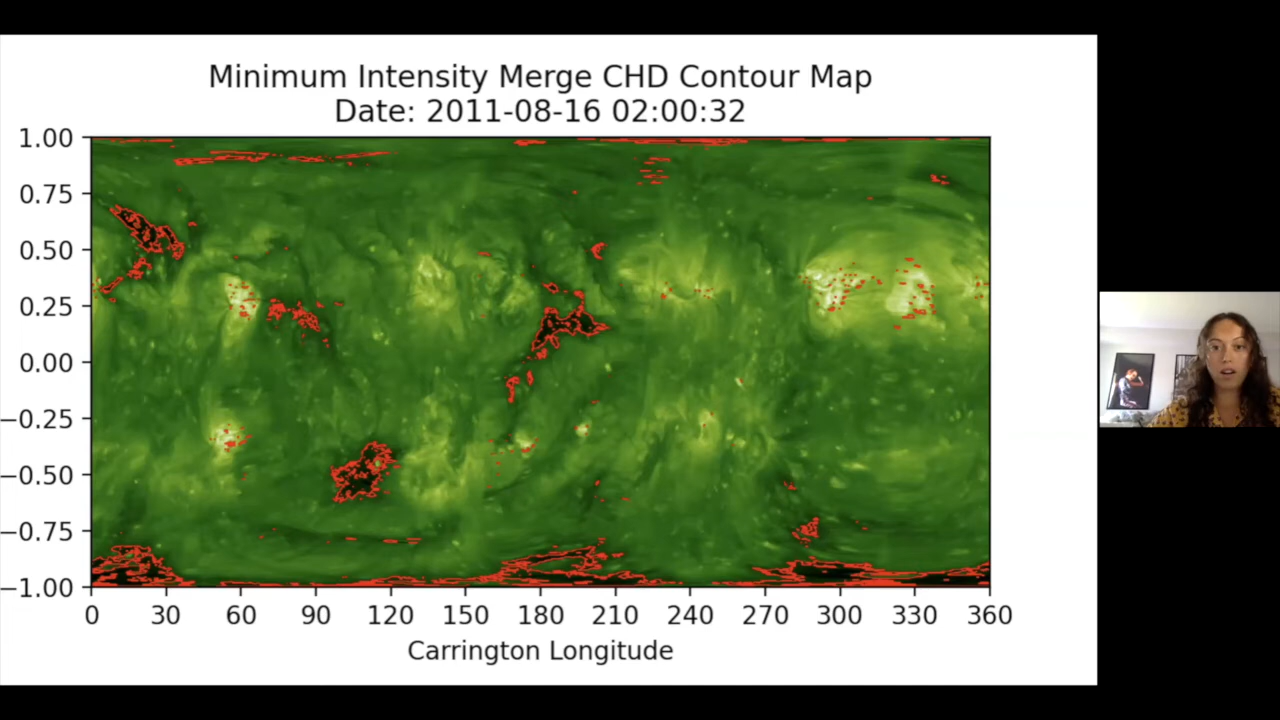 Minimum Intensity Merge CHD Contour Map
Date: 2011-08-16 02:00:32
1.00
0.75
0.50
0.25
0.00
−0.25
−0.50
−0.75
−1.00
0 30 60 90 120 150 180 210 240 270 300 330 360
Carrington Longitude